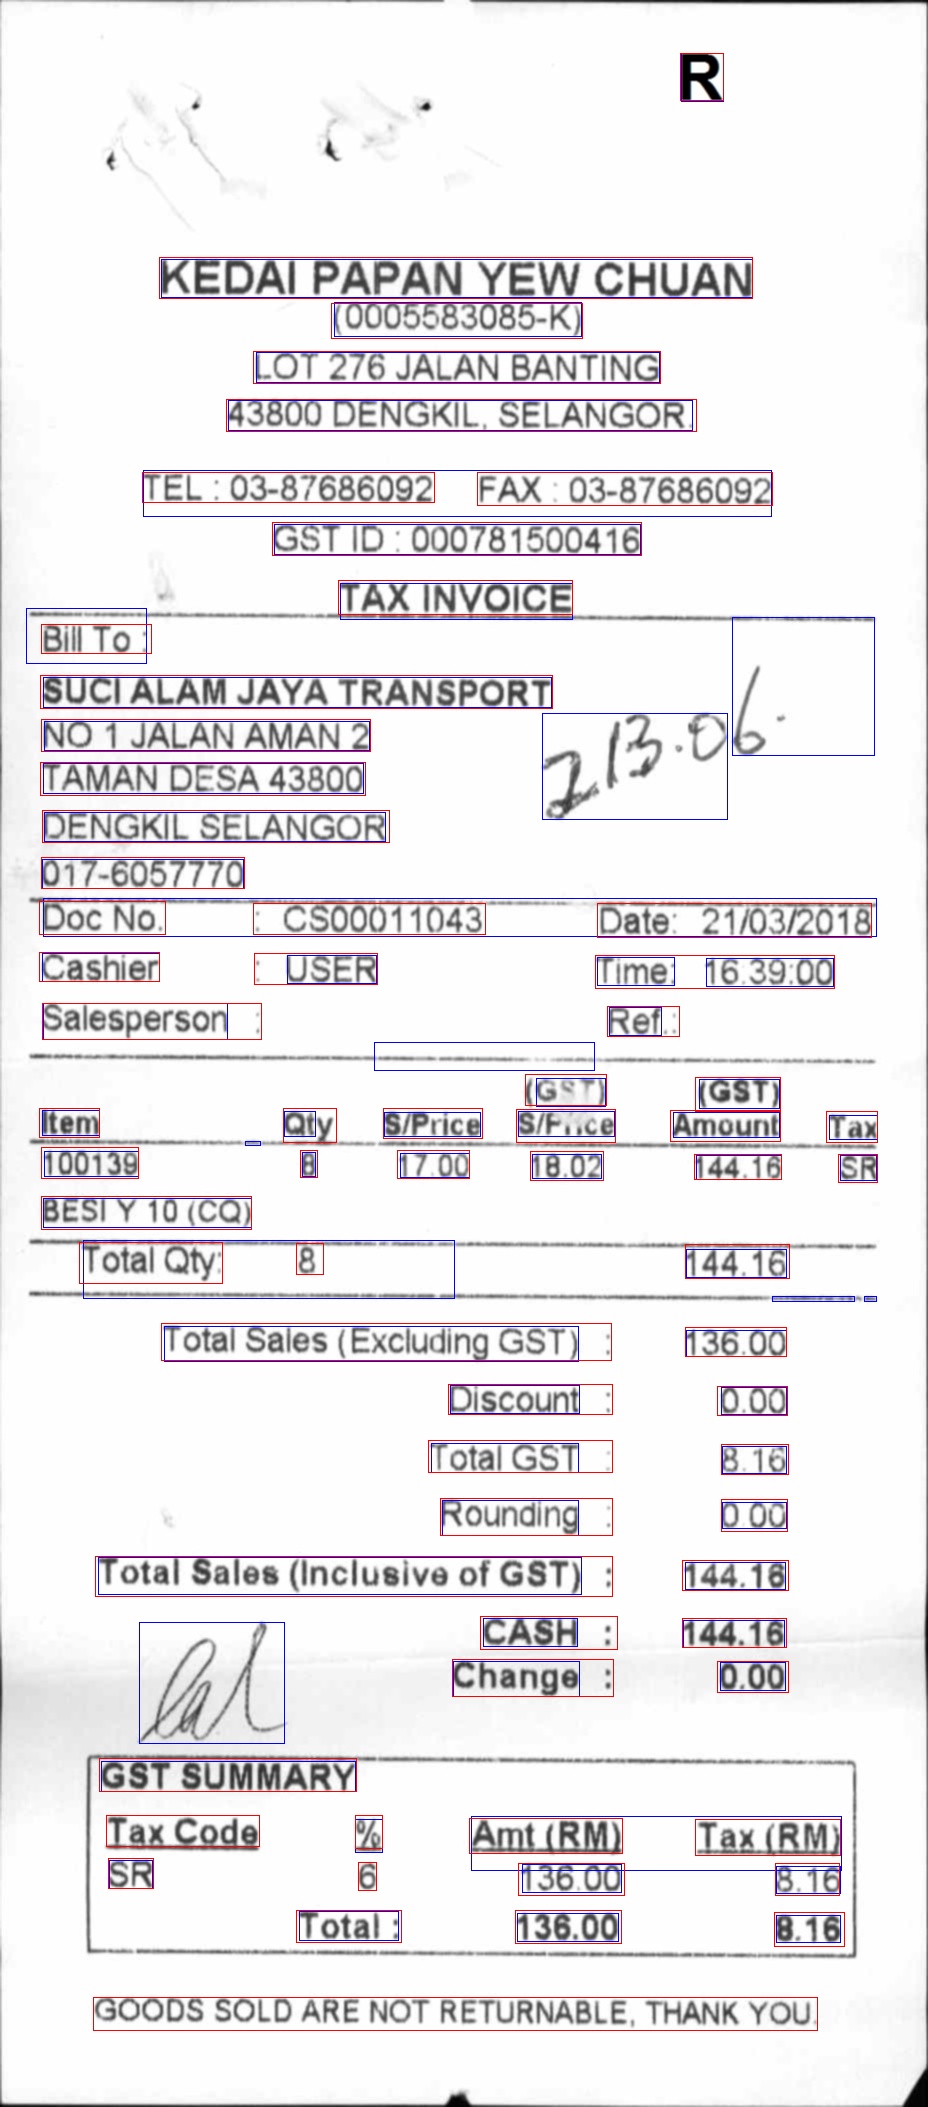 R
KEDAI PAPAN YEW CHUAN
(0005583085-K)
LOT 276 JALAN BANTING
43800 DENGKIL, SELANGOR.
TEL : 03-87686092 FAX : 03-87686092
GST ID : 000781500416
TAX INVOICE
Bill To :
SUCI ALAM JAYA TRANSPORT
NO 1 JALAN AMAN 2
213.06.
TAMAN DESA 43800
DENGKIL SELANGOR
017-6057770
Doc No. : CS00011043 Date: 21/03/2018
Cashier : USER Time: 16:39:00
Salesperson : Ref.:
(GST) (GST)
Item Qty S/Price S/Price Amount Tax
100139 8 17.00 18.02 144.16 SR
BESI Y 10 (CQ)
Total Qty: 8 144.16
Total Sales (Excluding GST) : 136.00
Discount : 0.00
Total GST : 8.16
Rounding : 0.00
Total Sales (Inclusive of GST) : 144.16
CASH : 144.16
Change : 0.00
GST SUMMARY
Tax Code % Amt (RM) Tax (RM)
SR 6 136.00 8.16
Total : 136.00 8.16
GOODS SOLD ARE NOT RETURNABLE, THANK YOU.